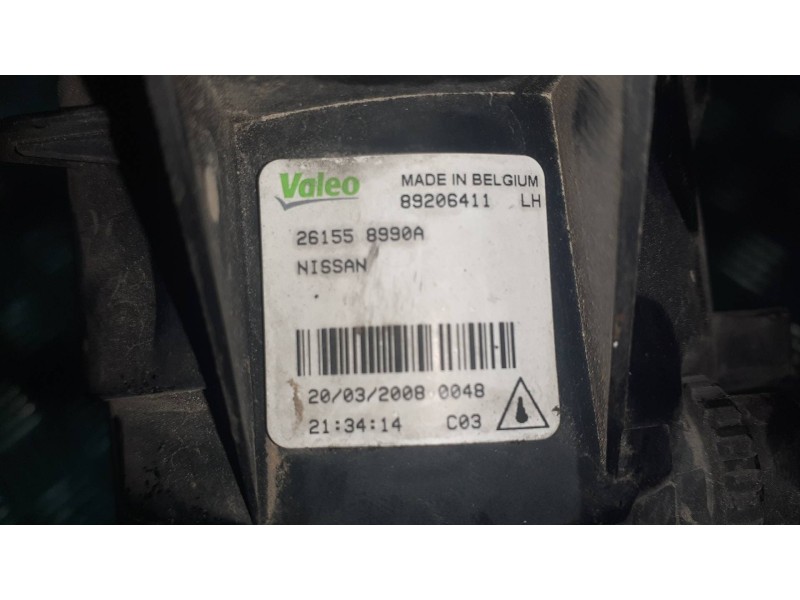 Valeo MADE IN BELGIUM
89206411 LH
26155 8990A
NISSAN
20/03/2008 0048
21:34:14 C03